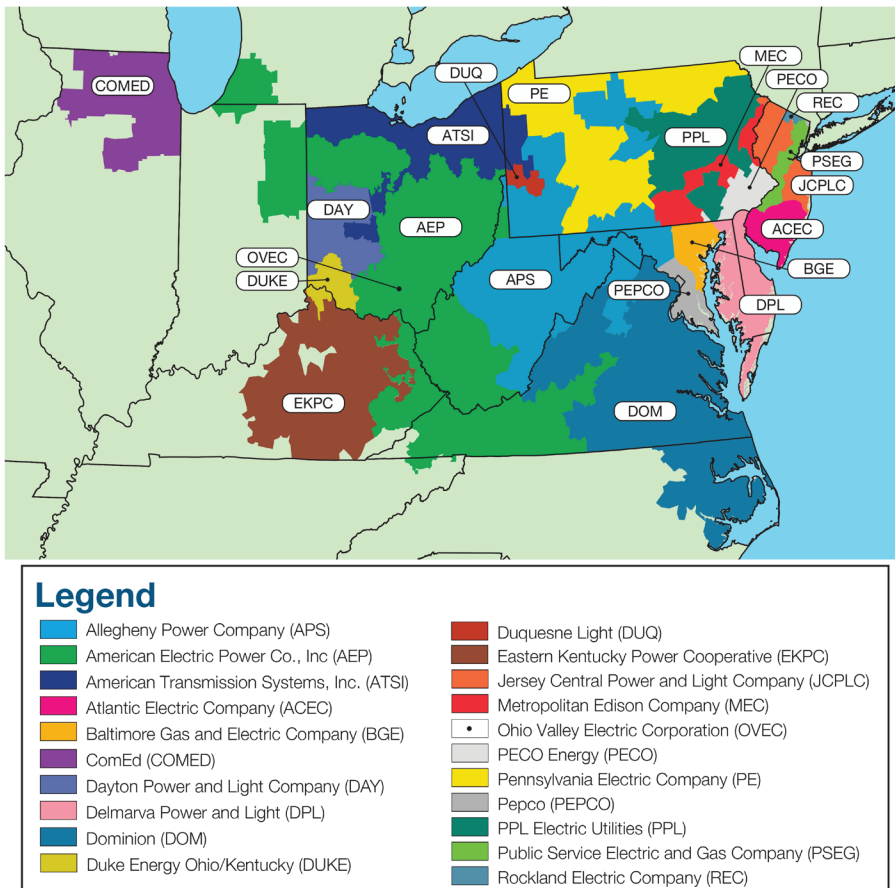 COMED
DUQ
MEC
PECO
REC
PE
ATSI
PPL
PSEG
JCPLC
DAY
AEP
ACEC
OVEC
DUKE
APS
PEPCO
BGE
DPL
EKPC
DOM
Legend
Allegheny Power Company (APS)
American Electric Power Co., Inc (AEP)
American Transmission Systems, Inc. (ATSI)
Atlantic Electric Company (ACEC)
Baltimore Gas and Electric Company (BGE)
ComEd (COMED)
Dayton Power and Light Company (DAY)
Delmarva Power and Light (DPL)
Dominion (DOM)
Duke Energy Ohio/Kentucky (DUKE)
Duquesne Light (DUQ)
Eastern Kentucky Power Cooperative (EKPC)
Jersey Central Power and Light Company (JCPLC)
Metropolitan Edison Company (MEC)
Ohio Valley Electric Corporation (OVEC)
PECO Energy (PECO)
Pennsylvania Electric Company (PE)
Pepco (PEPCO)
PPL Electric Utilities (PPL)
Public Service Electric and Gas Company (PSEG)
Rockland Electric Company (REC)